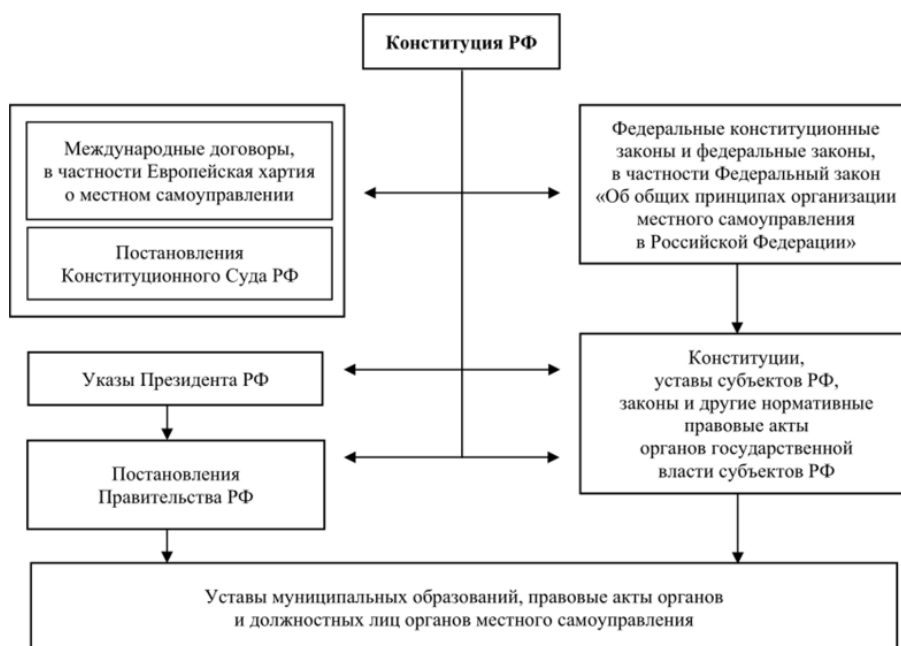 Конституция РФ
Международные договоры,
в частности Европейская хартия
о местном самоуправлении
Постановления
Конституционного Суда РФ
Федеральные конституционные
законы и федеральные законы,
в частности Федеральный закон
«Об общих принципах организации
местного самоуправления
в Российской Федерации»
Указы Президента РФ
Постановления
Правительства РФ
Конституции,
уставы субъектов РФ,
законы и другие нормативные
правовые акты
органов государственной
власти субъектов РФ
Уставы муниципальных образований, правовые акты органов
и должностных лиц органов местного самоуправления